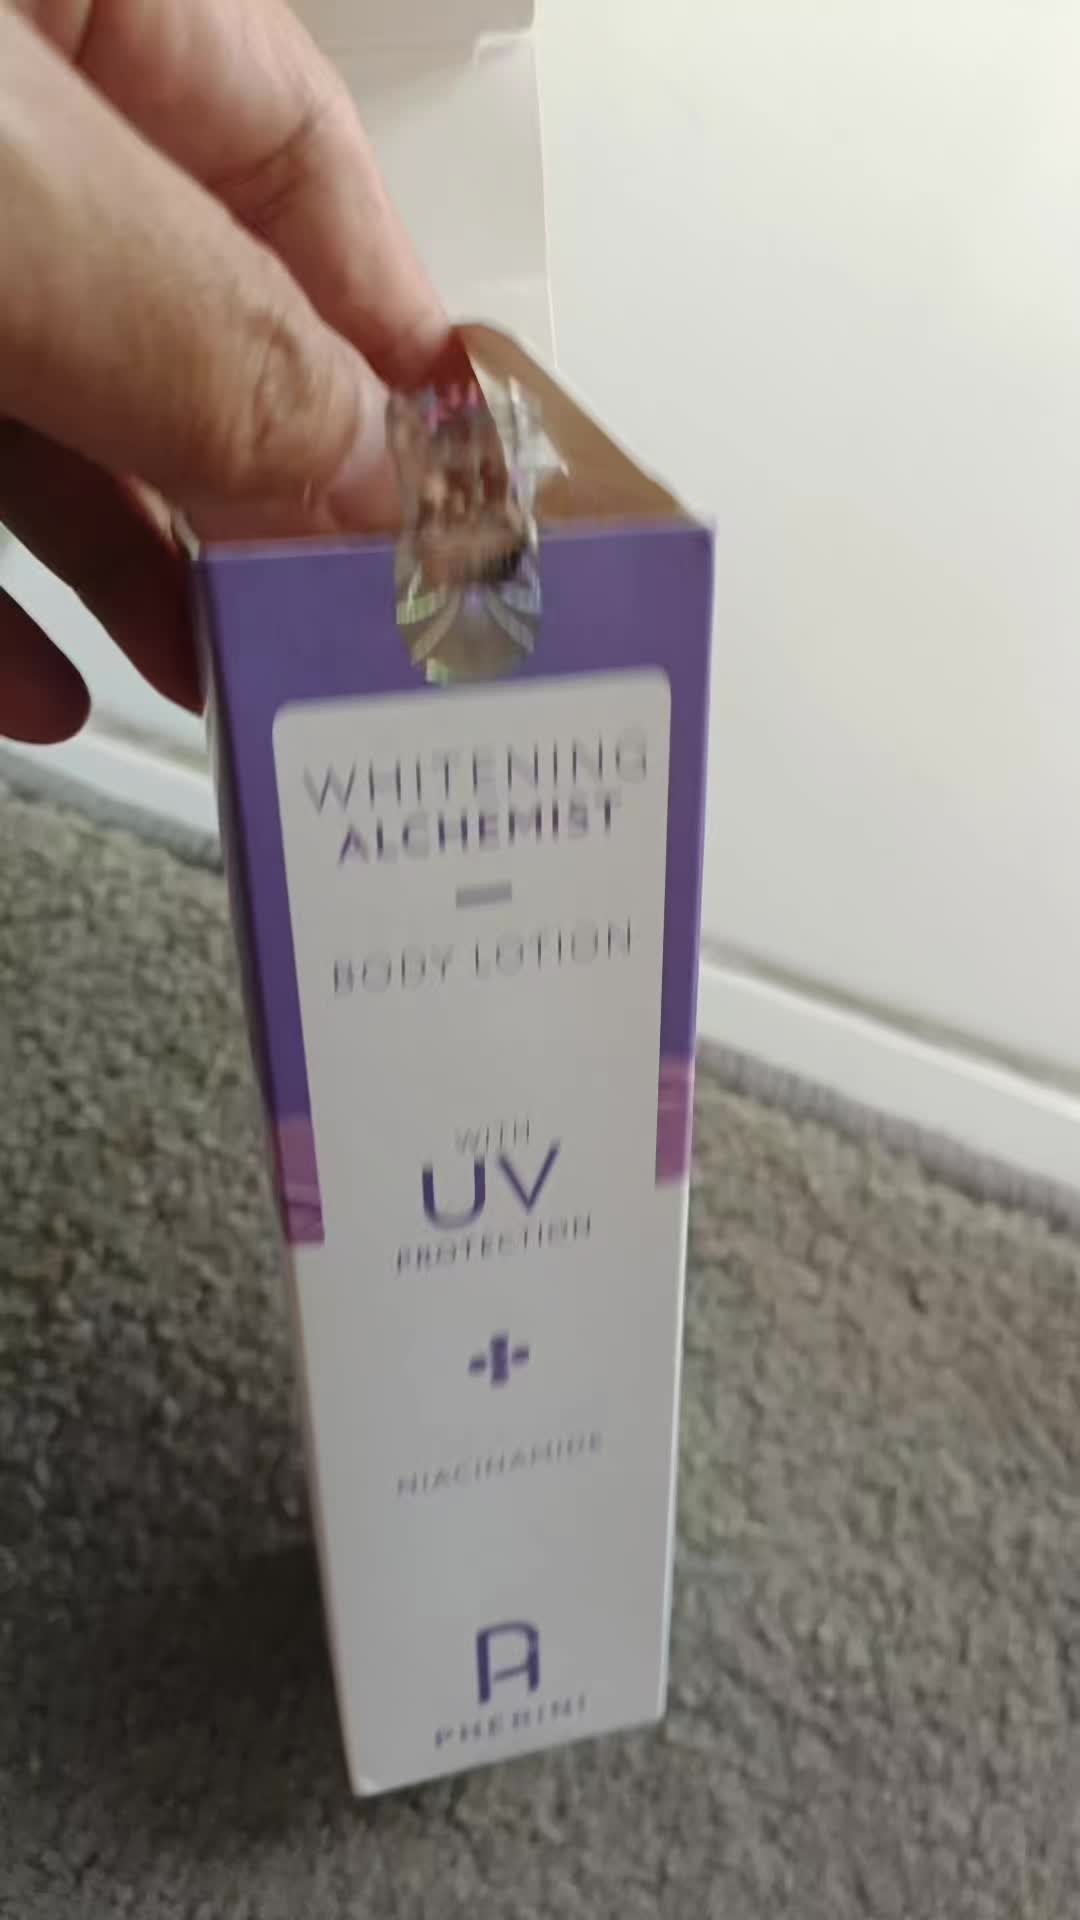 WHITENING
ALCHEMIST
BODY LOTION
WITH
UV
PROTECTION
NIACINAMIDE
A